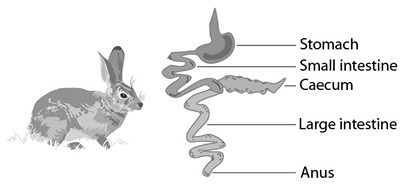 Stomach
Small intestine
Caecum
Large intestine
Anus